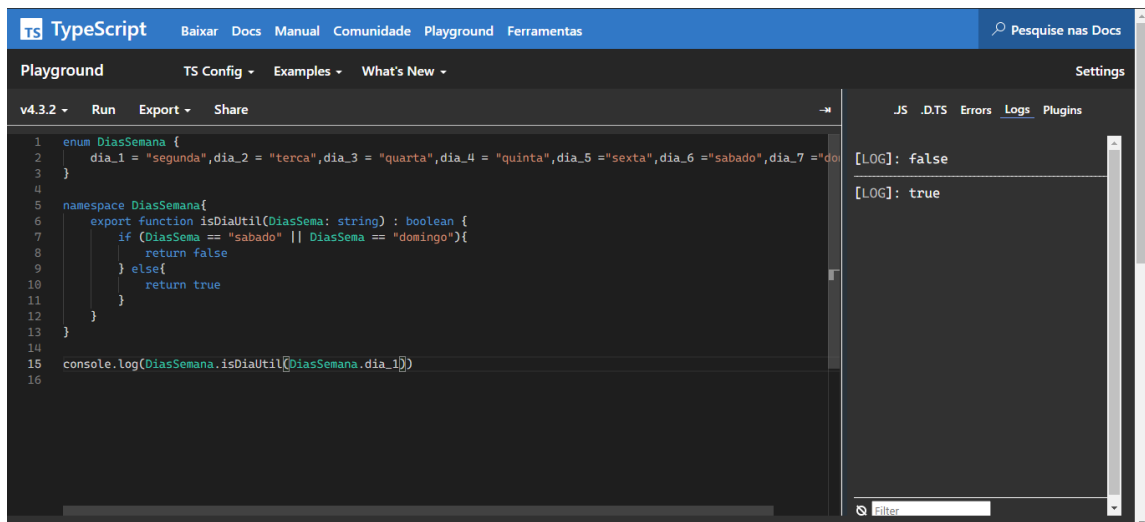 TS TypeScript Baixar Docs Manual Comunidade Playground Ferramentas Pesquise nas Docs
Playground TS Config Examples What's New Settings
v4.3.2 Run Export Share .JS .D.TS Errors Logs Plugins
1 enum DiasSemana {
2 dia_1 = "segunda",dia_2 = "terca",dia_3 = "quarta",dia_4 = "quinta",dia_5 ="sexta",dia_6 ="sabado",dia_7 ="do
3 }
4
5 namespace DiasSemana{
6 export function isDiaUtil(DiasSema: string) : boolean {
7 if (DiasSema == "sabado" || DiasSema == "domingo"){
8 return false
9 } else{
10 return true
11 }
12 }
13 }
14
15 console.log(DiasSemana.isDiaUtil(DiasSemana.dia_1))
16
[LOG]: false
[LOG]: true
Filter